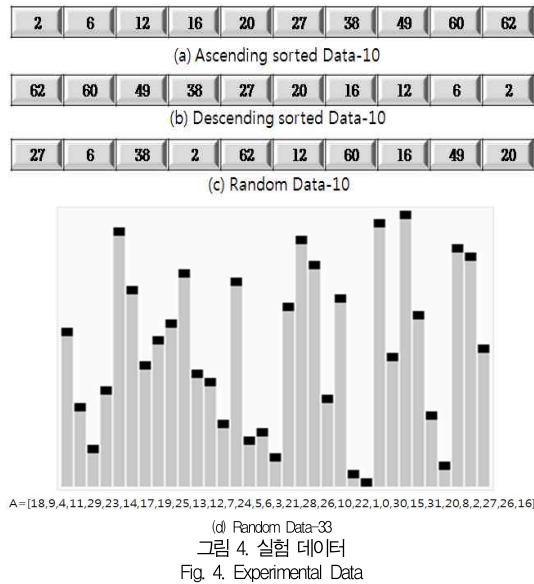 2 6 12 16 20 27 38 49 60 62
(a) Ascending sorted Data-10
62 60 49 38 27 20 16 12 6 2
(b) Descending sorted Data-10
27 6 38 2 62 12 60 16 49 20
(c) Random Data-10
A=[18,9,4,11,29,23,14,17,19,25,13,12,7,24,5,6,3,21,28,26,10,22,1,0,30,15,31,20,8,2,27,26,16]
(d) Random Data-33
그림 4. 실험 데이터
Fig. 4. Experimental Data